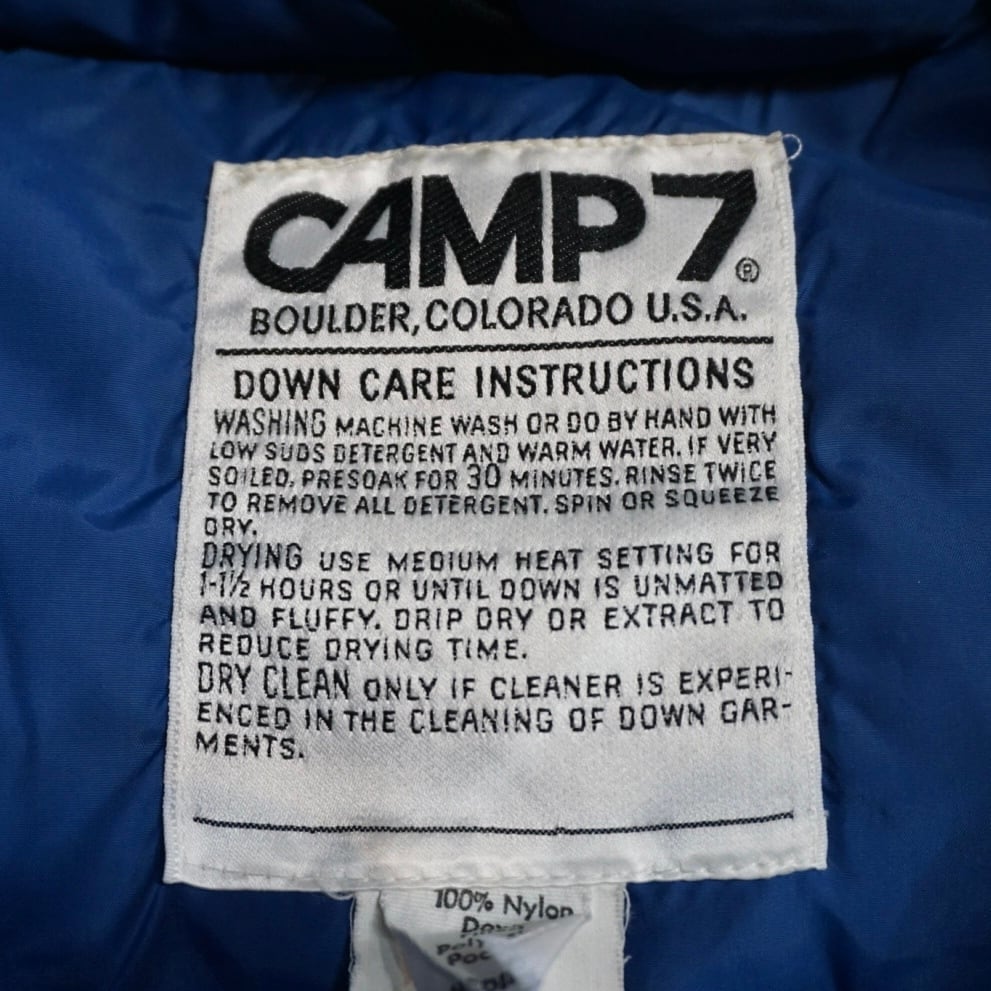 CAMP 7®
BOULDER, COLORADO U.S.A.
DOWN CARE INSTRUCTIONS
WASHING MACHINE WASH OR DO BY HAND WITH
LOW SUDS DETERGENT AND WARM WATER. IF VERY
SOILED, PRESOAK FOR 30 MINUTES. RINSE TWICE
TO REMOVE ALL DETERGENT. SPIN OR SQUEEZE
DRY.
DRYING USE MEDIUM HEAT SETTING FOR
1-1½ HOURS OR UNTIL DOWN IS UNMATTED
AND FLUFFY. DRIP DRY OR EXTRACT TO
REDUCE DRYING TIME.
DRY CLEAN ONLY IF CLEANER IS EXPERI-
ENCED IN THE CLEANING OF DOWN GAR-
MENTS.
100% Nylon